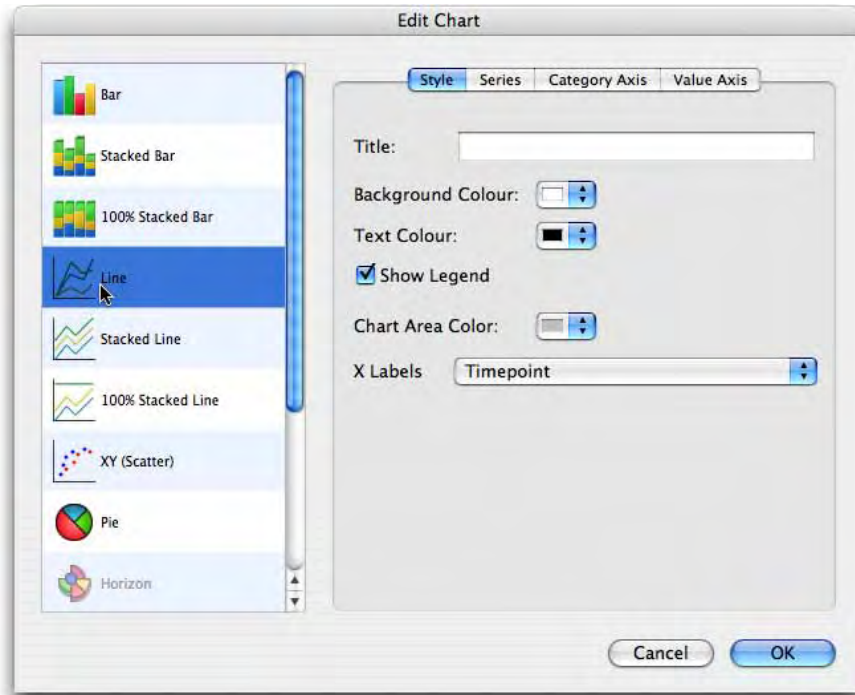 Edit Chart
Bar
Stacked Bar
100% Stacked Bar
Line
Stacked Line
100% Stacked Line
XY (Scatter)
Pie
Horizon
Style Series Category Axis Value Axis
Title:
Background Colour:
Text Colour:
Show Legend
Chart Area Color:
X Labels Timepoint
Cancel OK